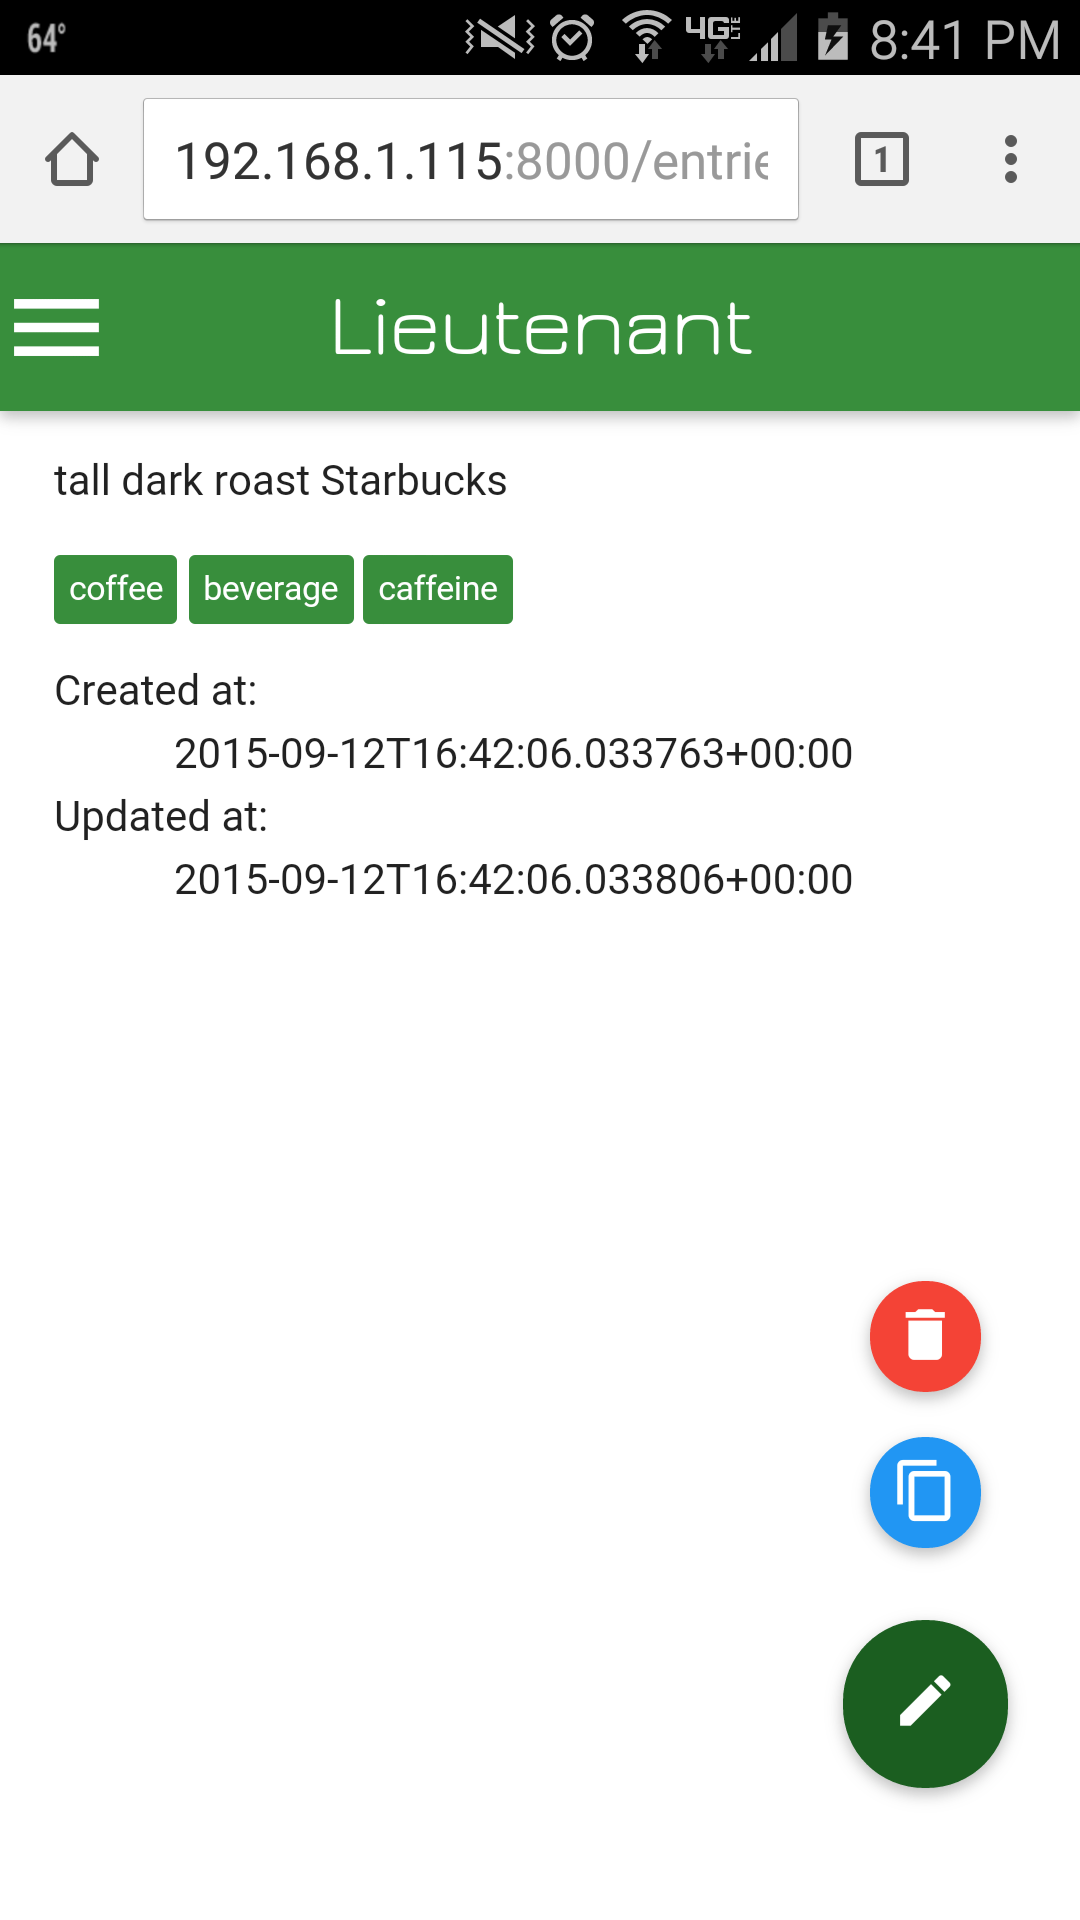 64° 4G LTE 8:41 PM
192.168.1.115:8000/entrie 1
Lieutenant
tall dark roast Starbucks
coffee beverage caffeine
Created at:
2015-09-12T16:42:06.033763+00:00
Updated at:
2015-09-12T16:42:06.033806+00:00